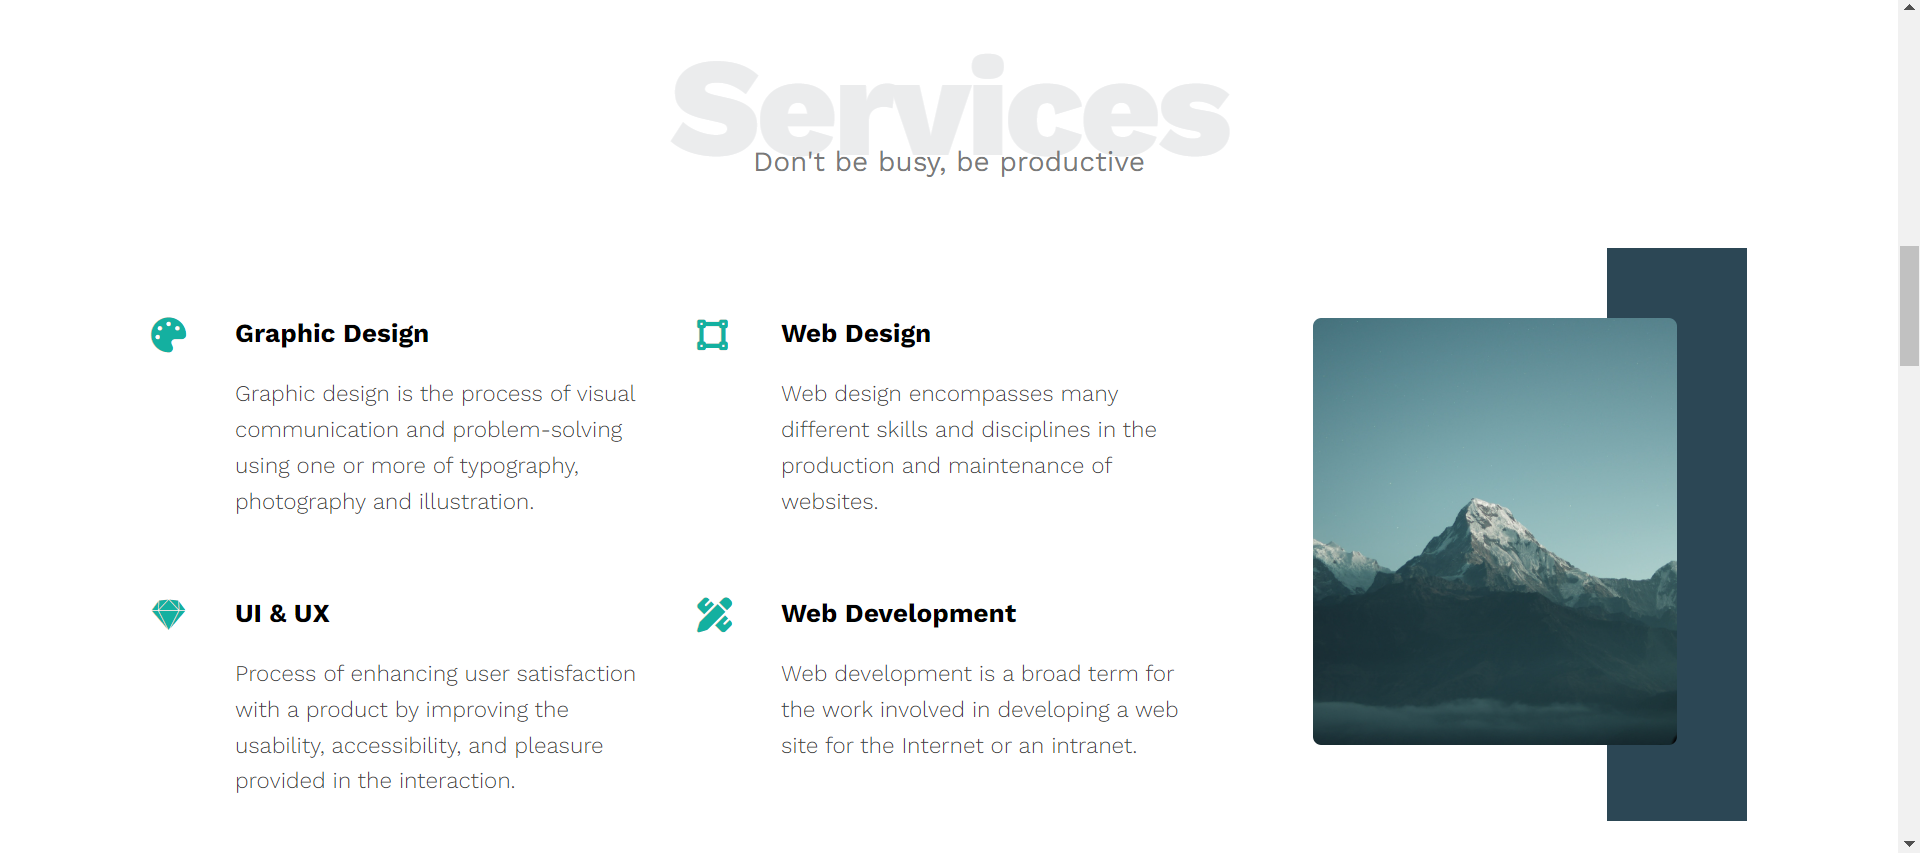 Services
Don't be busy, be productive
Graphic Design
Graphic design is the process of visual
communication and problem-solving
using one or more of typography,
photography and illustration.
Web Design
Web design encompasses many
different skills and disciplines in the
production and maintenance of
websites.
UI & UX
Process of enhancing user satisfaction
with a product by improving the
usability, accessibility, and pleasure
provided in the interaction.
Web Development
Web development is a broad term for
the work involved in developing a web
site for the Internet or an intranet.